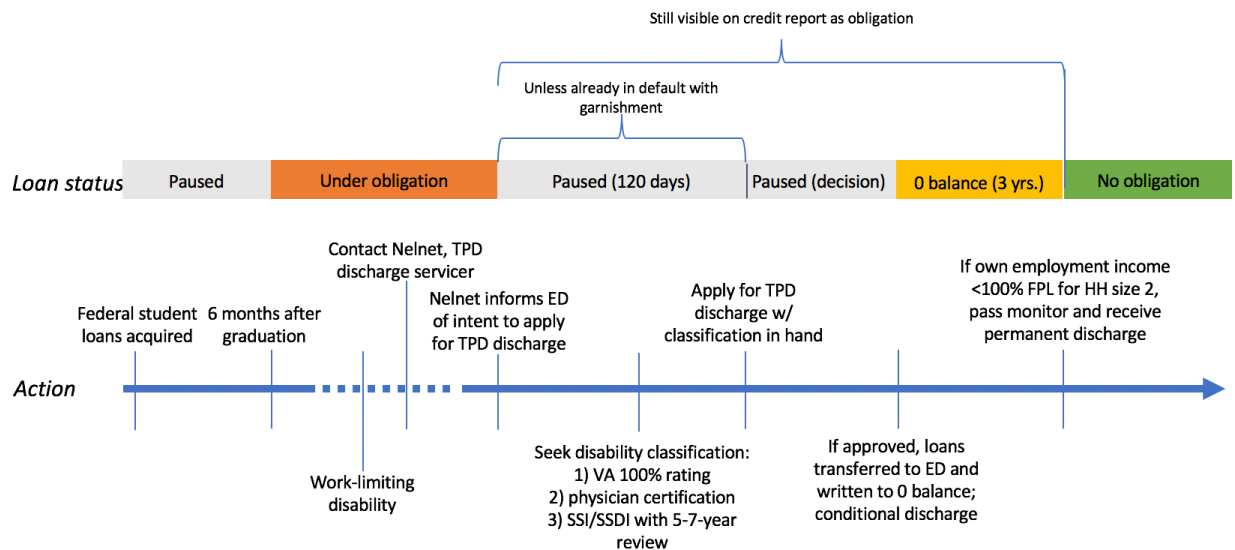 Still visible on credit report as obligation
Unless already in default with
garnishment
Loan status
Paused
Under obligation
Paused (120 days)
Paused (decision)
0 balance (3 yrs.)
No obligation
Contact Nelnet, TPD
discharge servicer
Federal student
loans acquired
6 months after
graduation
Nelnet informs ED
of intent to apply
for TPD discharge
Apply for TPD
discharge w/
classification in hand
If own employment income
<100% FPL for HH size 2,
pass monitor and receive
permanent discharge
Action
Work-limiting
disability
Seek disability classification:
1) VA 100% rating
2) physician certification
3) SSI/SSDI with 5-7-year
review
If approved, loans
transferred to ED and
written to 0 balance;
conditional discharge